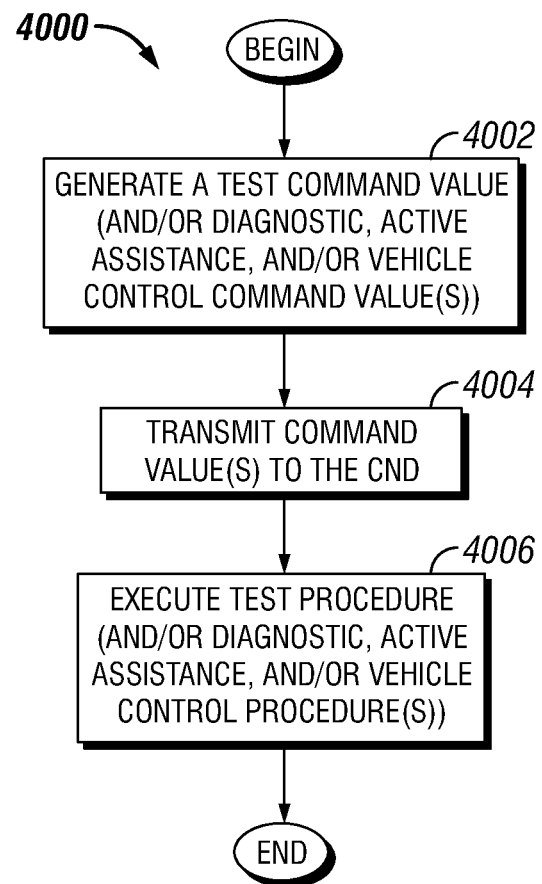 4000
BEGIN
4002
GENERATE A TEST COMMAND VALUE
(AND/OR DIAGNOSTIC, ACTIVE
ASSISTANCE, AND/OR VEHICLE
CONTROL COMMAND VALUE(S))
4004
TRANSMIT COMMAND
VALUE(S) TO THE CND
4006
EXECUTE TEST PROCEDURE
(AND/OR DIAGNOSTIC, ACTIVE
ASSISTANCE, AND/OR VEHICLE
CONTROL PROCEDURE(S))
END